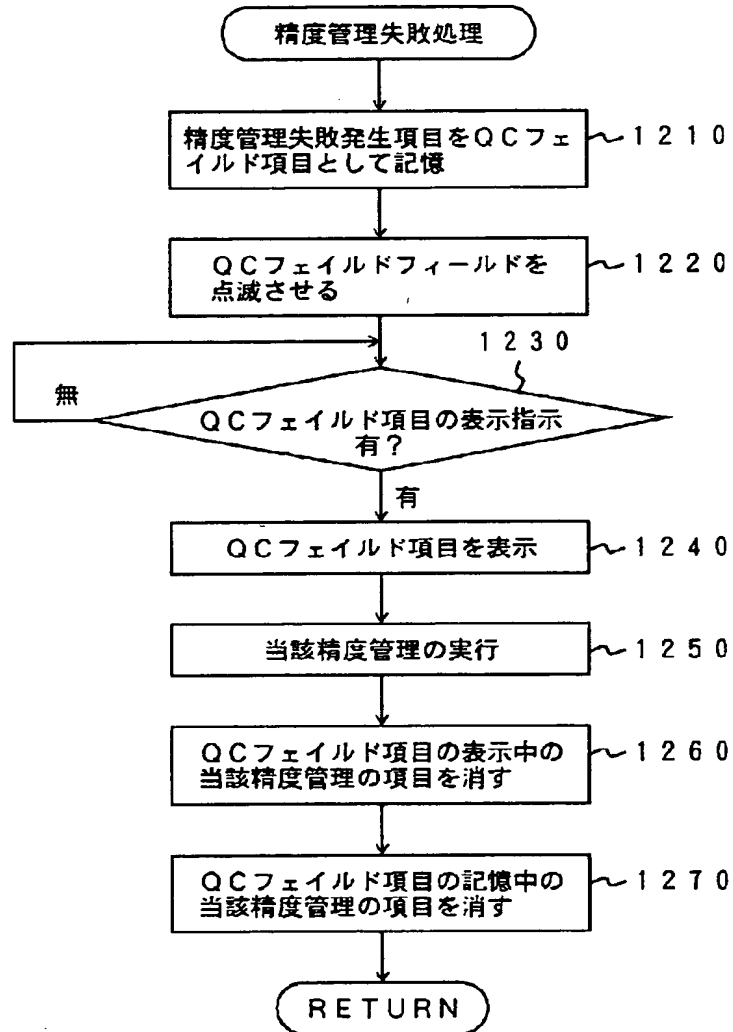 精度管理失敗処理
精度管理失敗発生項目をＱＣフェ
イルド項目として記憶
１２１０
ＱＣフェイルドフィールドを
点滅させる
１２２０
１２３０
無
ＱＣフェイルド項目の表示指示
有？
有
ＱＣフェイルド項目を表示
１２４０
当該精度管理の実行
１２５０
ＱＣフェイルド項目の表示中の
当該精度管理の項目を消す
１２６０
ＱＣフェイルド項目の記憶中の
当該精度管理の項目を消す
１２７０
ＲＥＴＵＲＮ